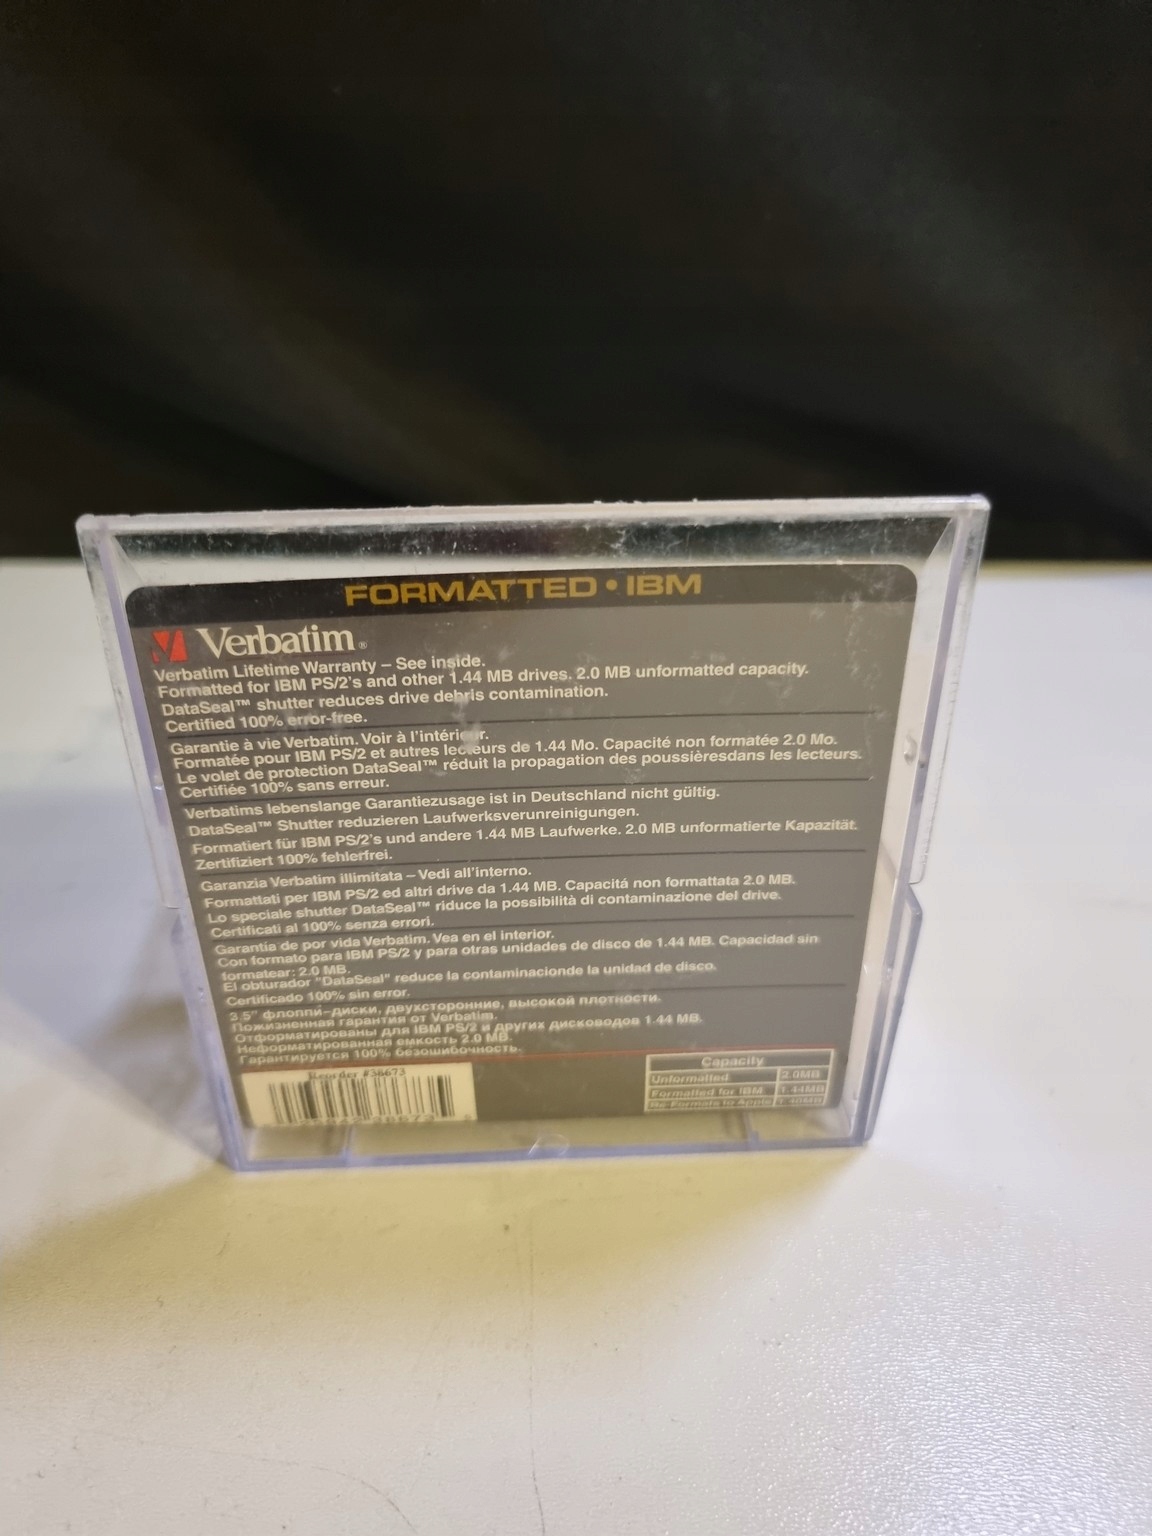 FORMATTED • IBM
Verbatim®
Verbatim Lifetime Warranty – See inside.
Formatted for IBM PS/2's and other 1.44 MB drives. 2.0 MB unformatted capacity.
DataSeal™ shutter reduces drive debris contamination.
Certified 100% error-free.
Garantie à vie Verbatim. Voir à l'intérieur.
Formatée pour IBM PS/2 et autres lecteurs de 1.44 Mo. Capacité non formatée 2.0 Mo.
Le volet de protection DataSeal™ réduit la propagation des poussièresdans les lecteurs.
Certifiée 100% sans erreur.
Verbatims lebenslange Garantiezusage ist in Deutschland nicht gültig.
DataSeal™ Shutter reduzieren Laufwerksverunreinigungen.
Formatiert für IBM PS/2's und andere 1.44 MB Laufwerke. 2.0 MB unformatierte Kapazität.
Zertifiziert 100% fehlerfrei.
Garanzia Verbatim illimitata – Vedi all'interno.
Formattati per IBM PS/2 ed altri drive da 1.44 MB. Capacitá non formattata 2.0 MB.
Lo speciale shutter DataSeal™ riduce la possibilità di contaminazione del drive.
Certificati al 100% senza errori.
Garantia de por vida Verbatim. Vea en el interior.
Con formato para IBM PS/2 y para otras unidades de disco de 1.44 MB. Capacidad sin
formatear: 2.0 MB.
El obturador "DataSeal" reduce la contaminacionde la unidad de disco.
Certificado 100% sin error.
3.5" флоппи-диски, двухсторонние, высокой плотности.
Пожизненная гарантия от Verbatim.
Отформатированы для IBM PS/2 и других дисководов 1.44 MB.
Неформатированная емкость 2.0 MB.
Гарантируется 100% безошибочность.
Reorder #36673
Capacity
Unformatted 2.0MB
Formatted for IBM 1.44MB
Re-Formats to Apple